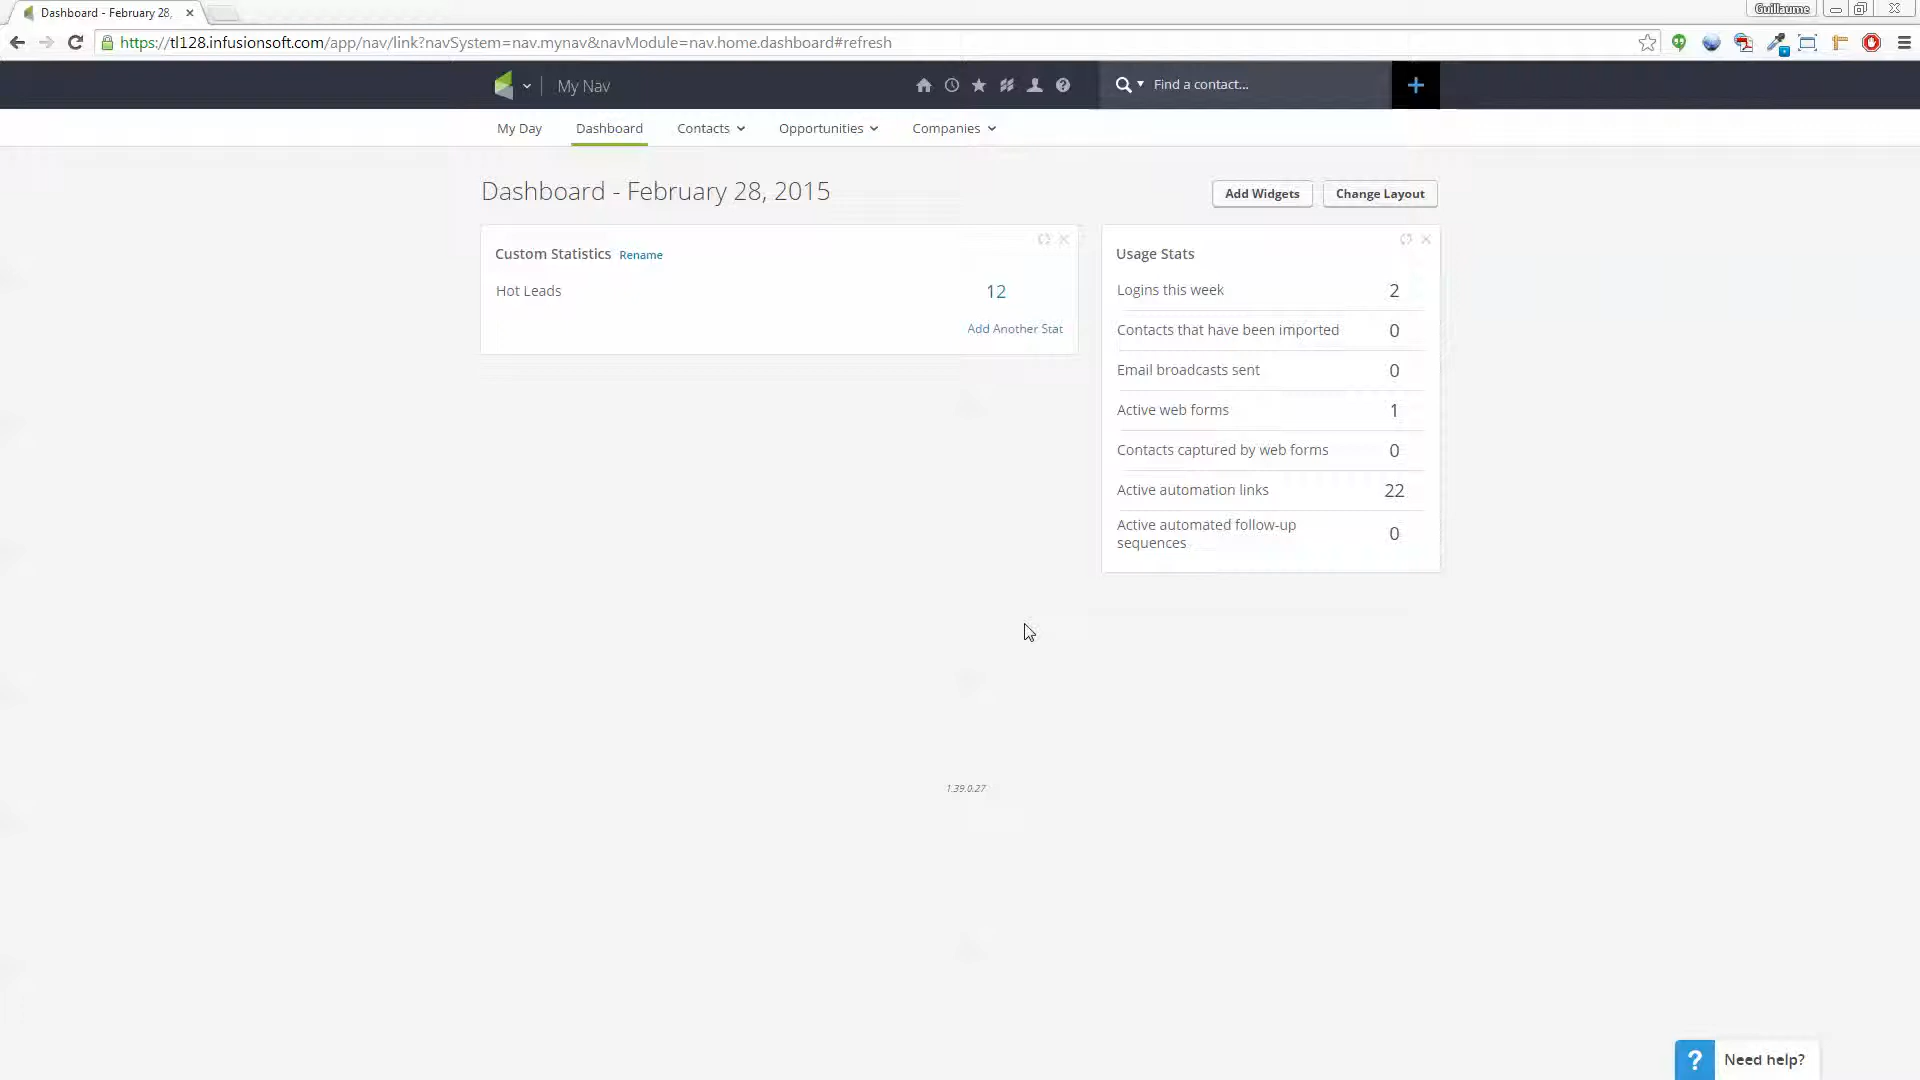 Dashboard - February 28,
Guillaume
https://tl128.infusionsoft.com/app/nav/link?navSystem=nav.mynav&navModule=nav.home.dashboard#refresh
My Nav
Find a contact...
My Day
Dashboard
Contacts
Opportunities
Companies
Dashboard - February 28, 2015
Add Widgets
Change Layout
Custom Statistics Rename
Hot Leads 12
Add Another Stat
Usage Stats
Logins this week 2
Contacts that have been imported 0
Email broadcasts sent 0
Active web forms 1
Contacts captured by web forms 0
Active automation links 22
Active automated follow-up
sequences 0
1.39.0.27
? Need help?